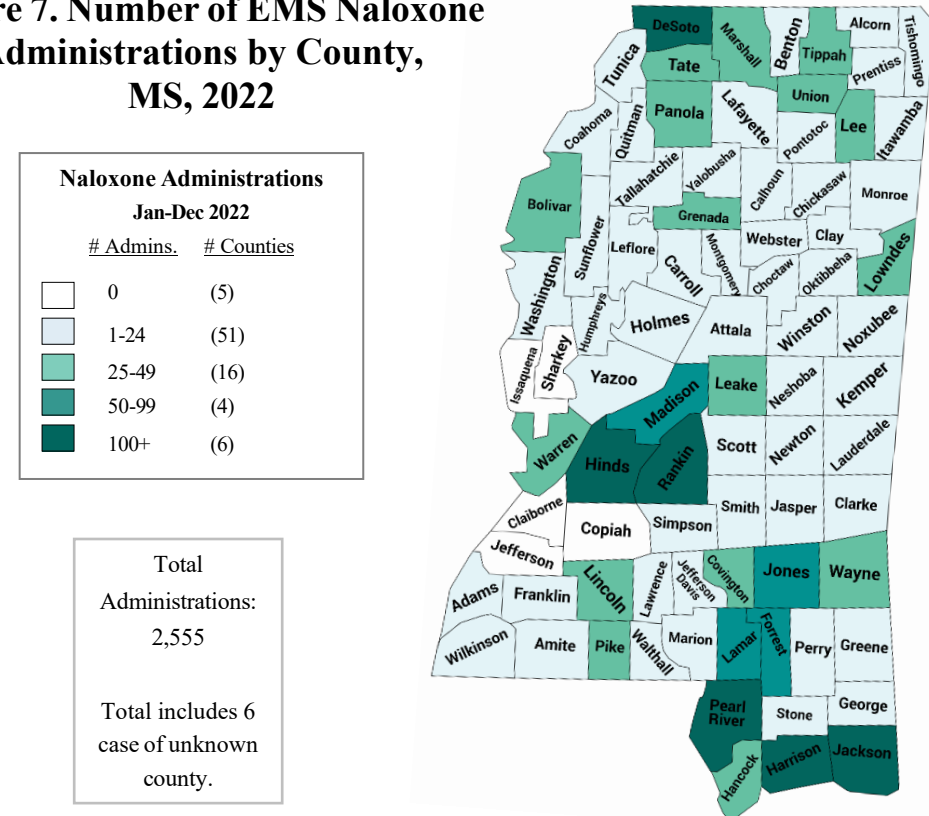 re 7. Number of EMS Naloxone
Administrations by County,
MS, 2022
Naloxone Administrations
Jan-Dec 2022
# Admins. # Counties
0 (5)
1-24 (51)
25-49 (16)
50-99 (4)
100+ (6)
Total
Administrations:
2,555
Total includes 6
case of unknown
county.
DeSoto
Marshall
Benton
Alcorn
Tishomingo
Tippah
Prentiss
Tunica
Tate
Union
Panola
Lafayette
Lee
Itawamba
Coahoma
Quitman
Pontotoc
Tallahatchie
Yalobusha
Calhoun
Chickasaw
Monroe
Bolivar
Grenada
Sunflower
Leflore
Webster
Clay
Lowndes
Washington
Carroll
Montgomery
Choctaw
Oktibbeha
Humphreys
Holmes
Attala
Winston
Noxubee
Issaquena
Sharkey
Yazoo
Madison
Leake
Neshoba
Kemper
Warren
Hinds
Rankin
Scott
Newton
Lauderdale
Claiborne
Copiah
Simpson
Smith
Jasper
Clarke
Jefferson
Lincoln
Lawrence
Jefferson
Davis
Covington
Jones
Wayne
Adams
Franklin
Wilkinson
Amite
Pike
Walthall
Marion
Lamar
Forrest
Perry
Greene
Pearl
River
Stone
George
Hancock
Harrison
Jackson